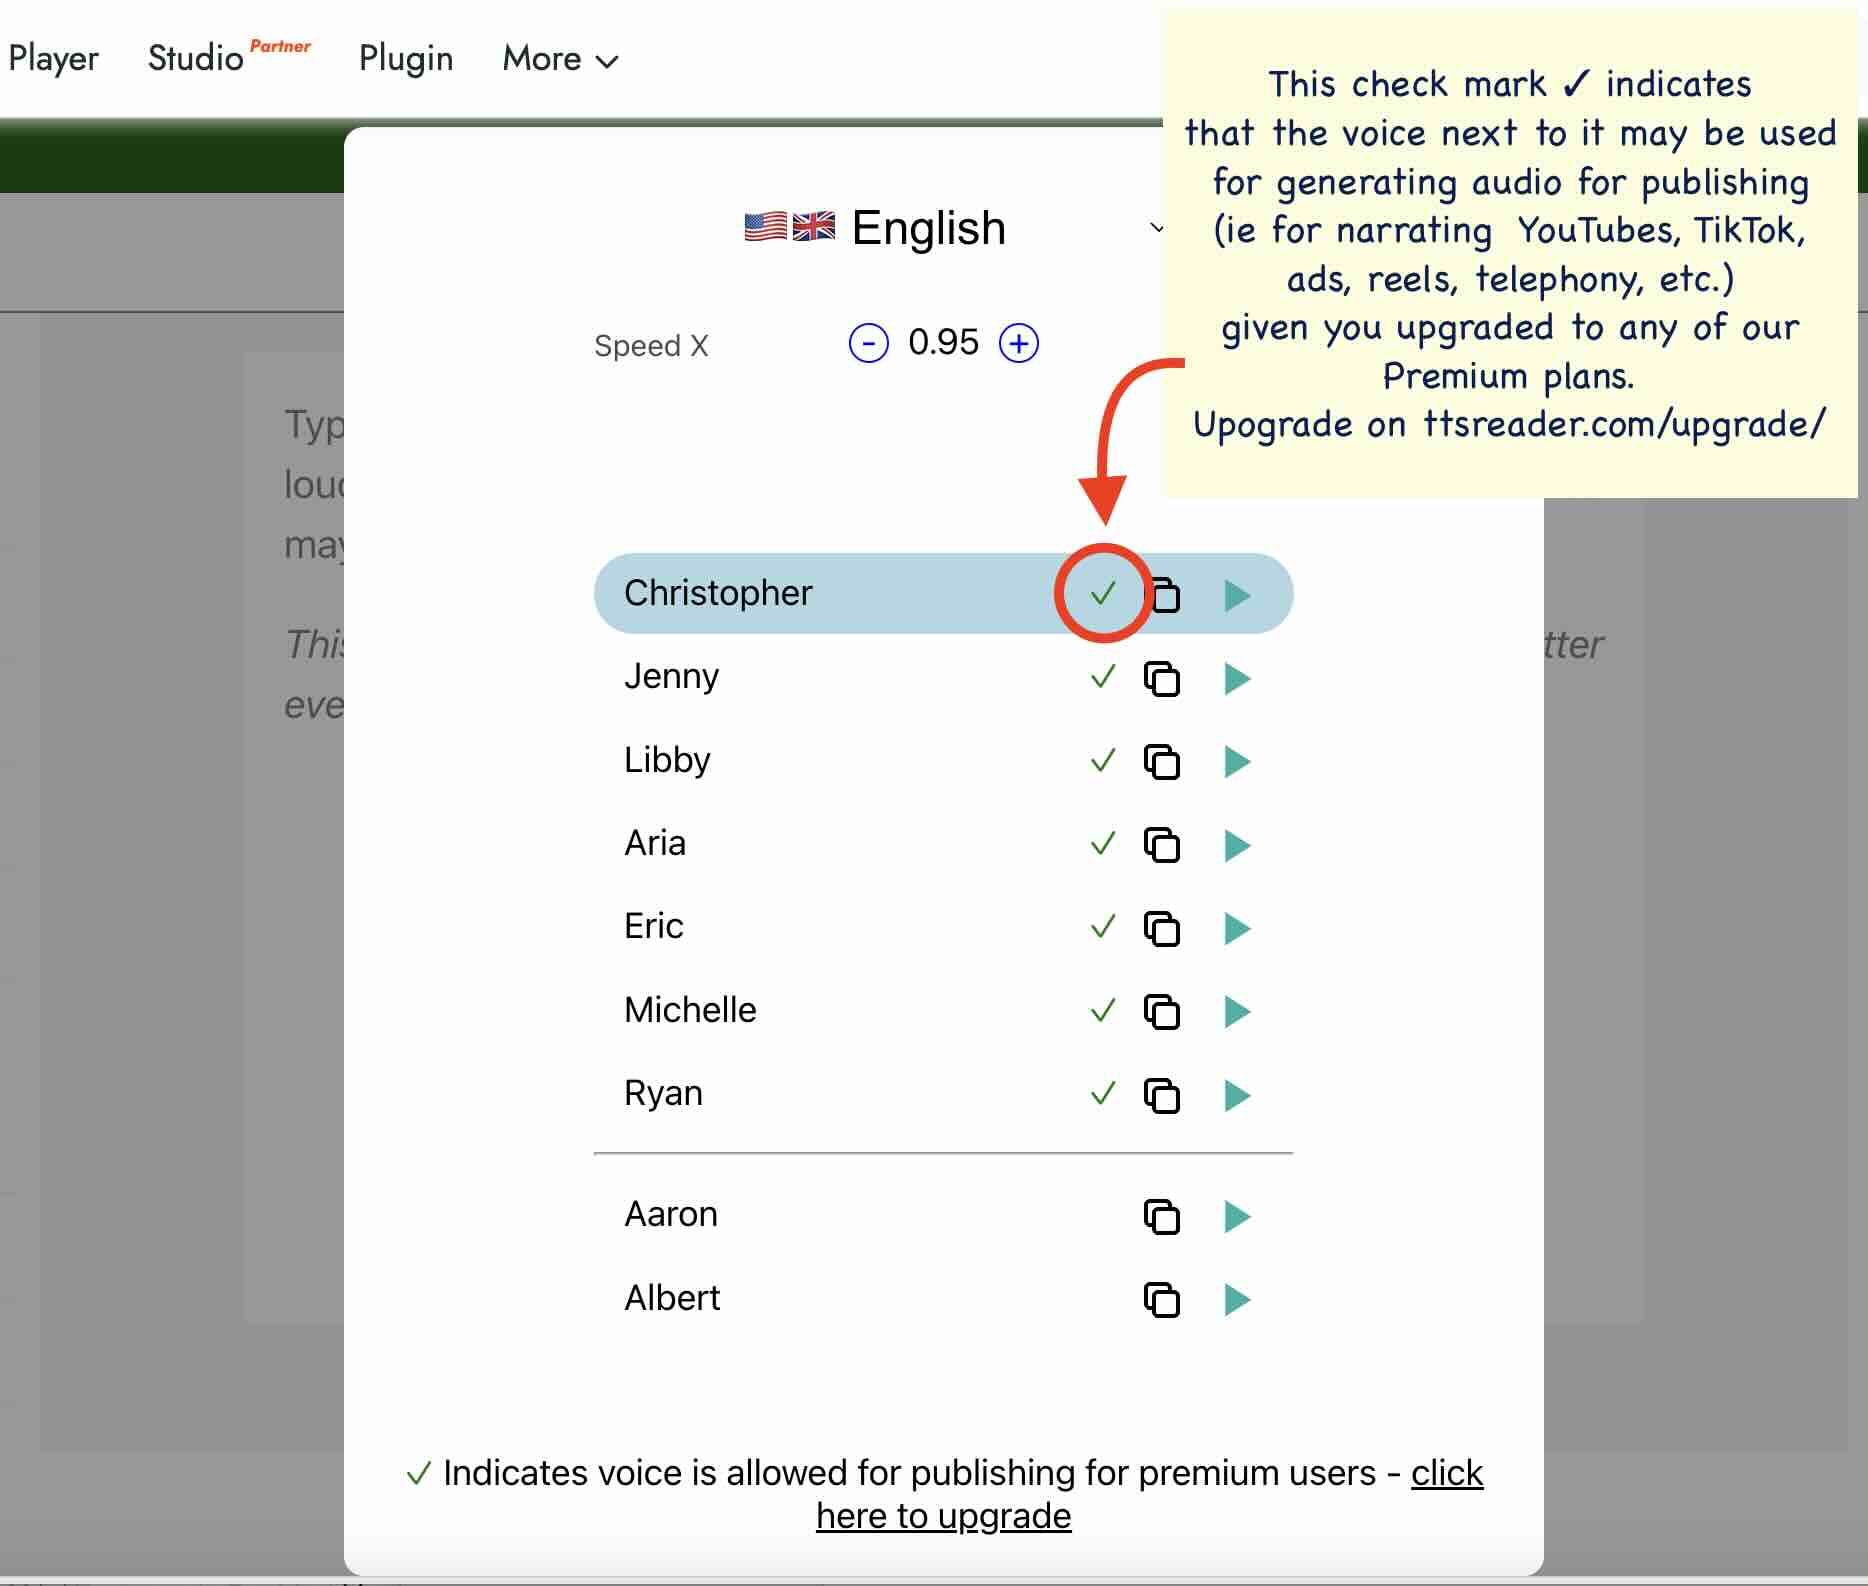 Player Studio Partner Plugin More
This check mark ✓ indicates
that the voice next to it may be used
for generating audio for publishing
(ie for narrating YouTubes, TikTok,
ads, reels, telephony, etc.)
given you upgraded to any of our
Premium plans.
Upograde on ttsreader.com/upgrade/
English
Speed X - 0.95 +
Typ
lou
may
This
tter
eve
Christopher ✓
Jenny ✓
Libby ✓
Aria ✓
Eric ✓
Michelle ✓
Ryan ✓
Aaron
Albert
✓ Indicates voice is allowed for publishing for premium users - click
here to upgrade